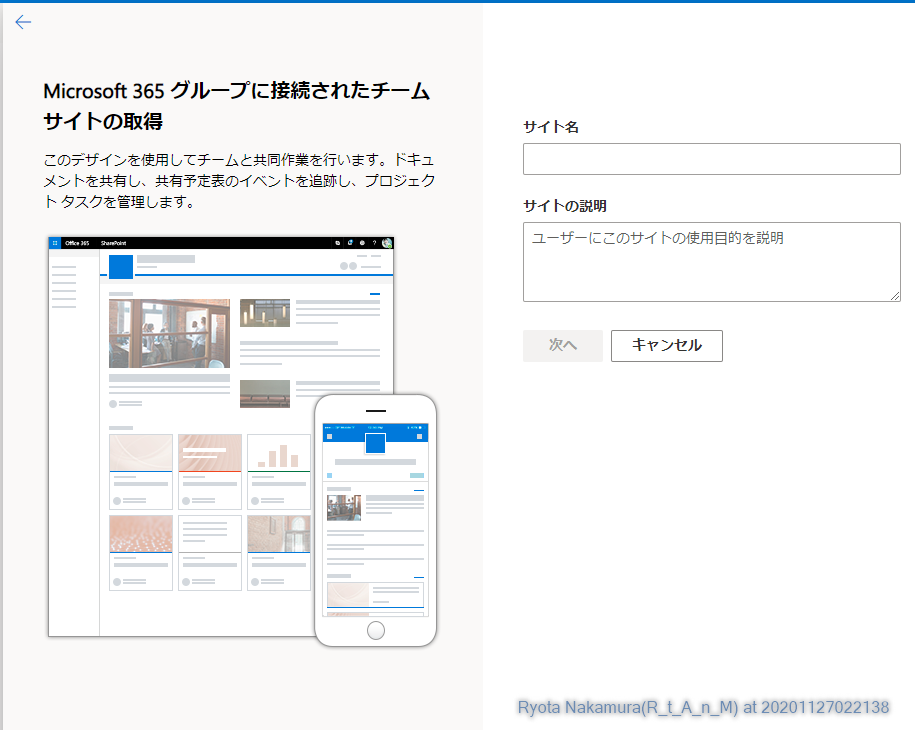 Microsoft 365 グループに接続されたチーム
サイトの取得
このデザインを使用してチームと共同作業を行います。ドキュ
メントを共有し、共有予定表のイベントを追跡し、プロジェク
ト タスクを管理します。
Office 365 SharePoint
サイト名
サイトの説明
ユーザーにこのサイトの使用目的を説明
次へ キャンセル
Ryota Nakamura(R_t_A_n_M) at 20201127022138